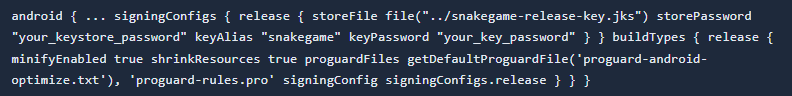 android { ... signingConfigs { release { storeFile file("../snakegame-release-key.jks") storePassword
"your_keystore_password" keyAlias "snakegame" keyPassword "your_key_password" } } buildTypes { release {
minifyEnabled true shrinkResources true proguardFiles getDefaultProguardFile('proguard-android-
optimize.txt'), 'proguard-rules.pro' signingConfig signingConfigs.release } } }